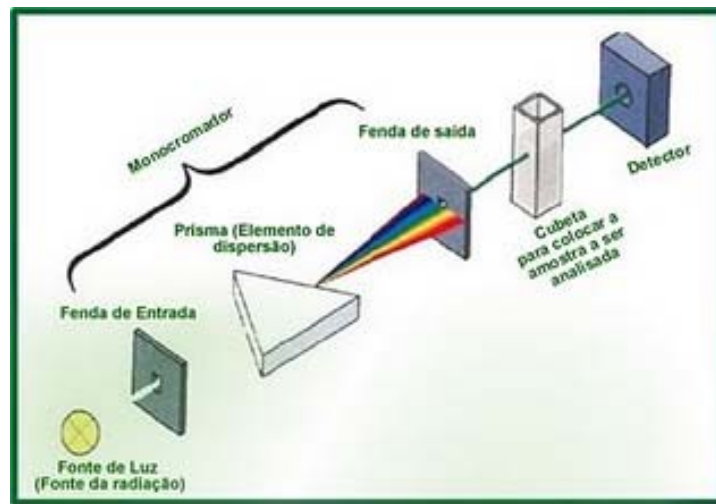 Monocromador
Fenda de saída
Detector
Prisma (Elemento de
dispersão)
Cubeta
para colocar a
amostra a ser
analisada
Fenda de Entrada
Fonte de Luz
(Fonte da radiação)